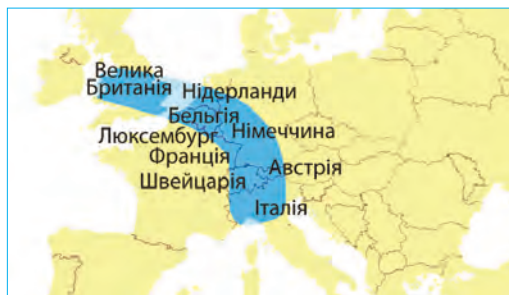 Велика
Британія
Нідерланди
Бельгія
Люксембург
Німеччина
Франція
Австрія
Швейцарія
Італія